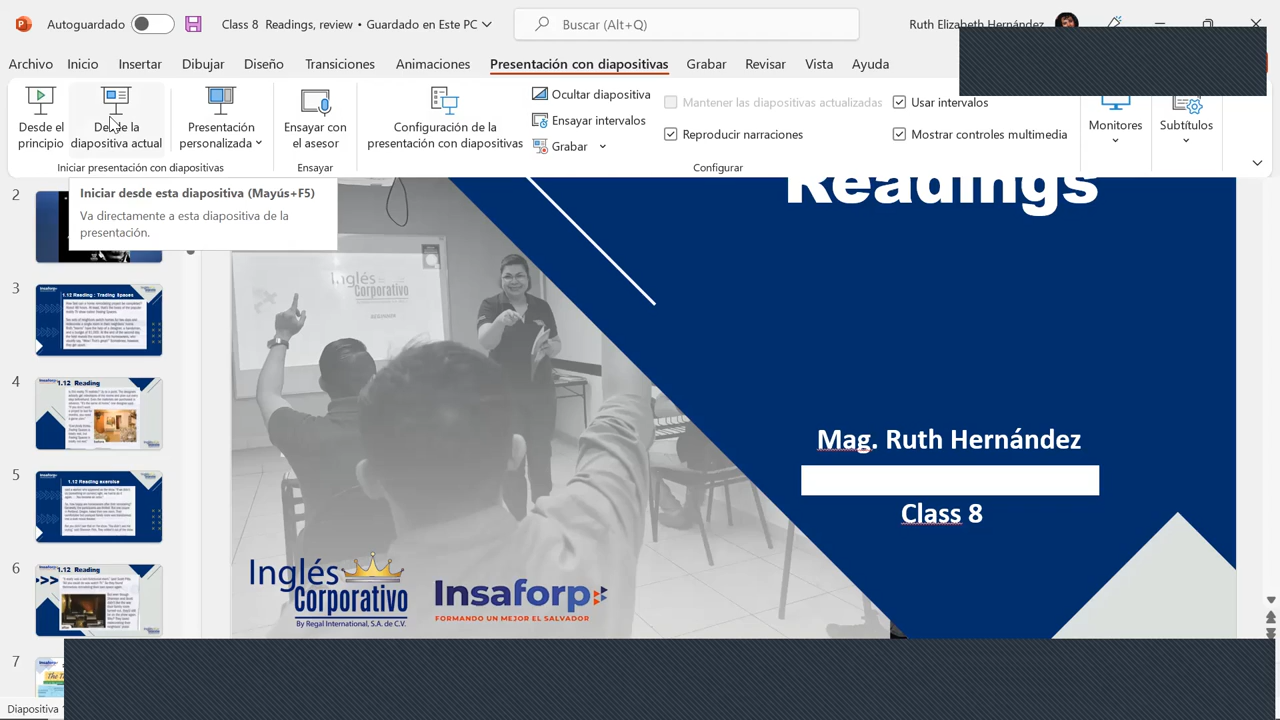 Autoguardado
Class 8 Readings, review • Guardado en Este PC
Buscar (Alt+Q)
Ruth Elizabeth Hernández
Archivo Inicio Insertar Dibujar Diseño Transiciones Animaciones Presentación con diapositivas Grabar Revisar Vista Ayuda
Desde el principio
Desde la diapositiva actual
Presentación personalizada
Ensayar con el asesor
Configuración de la presentación con diapositivas
Ocultar diapositiva
Ensayar intervalos
Grabar
Mantener las diapositivas actualizadas
Reproducir narraciones
Usar intervalos
Mostrar controles multimedia
Monitores
Subtítulos
Iniciar presentación con diapositivas
Ensayar
Configurar
Iniciar desde esta diapositiva (Mayús+F5)
Va directamente a esta diapositiva de la
presentación.
2
3
1.12 Reading : Trading Spaces
4
1.12 Reading
5
1.12 Reading exercise
6
1.12 Reading
7
Readings
Inglés
Corporativo
Mag. Ruth Hernández
Class 8
Inglés
Corporativo
By Regal International, S.A. de C.V.
Insaforp
FORMANDO UN MEJOR EL SALVADOR
Diapositiva